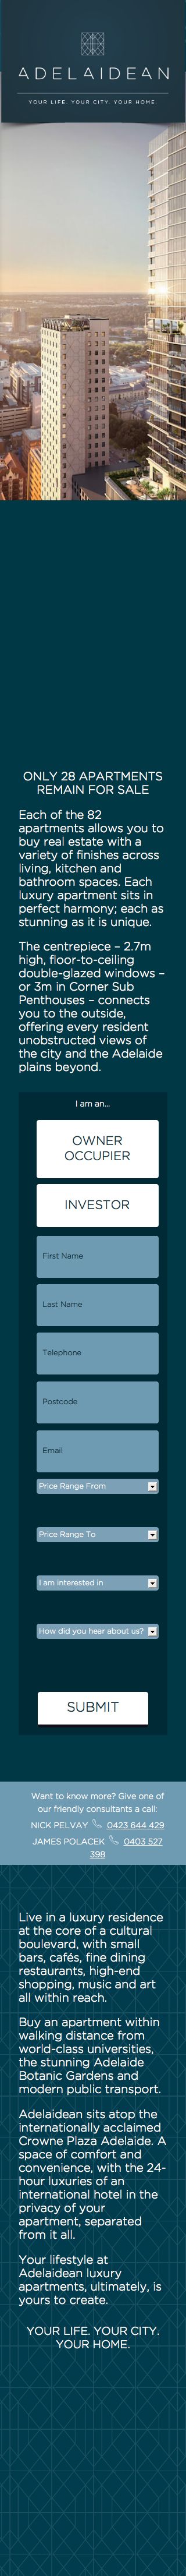 ADELAIDEAN
YOUR LIFE. YOUR CITY. YOUR HOME.
ONLY 28 APARTMENTS
REMAIN FOR SALE
Each of the 82
apartments allows you to
buy real estate with a
variety of finishes across
living, kitchen and
bathroom spaces. Each
luxury apartment sits in
perfect harmony; each as
stunning as it is unique.
The centrepiece – 2.7m
high, floor-to-ceiling
double-glazed windows –
or 3m in Corner Sub
Penthouses – connects
you to the outside,
offering every resident
unobstructed views of
the city and the Adelaide
plains beyond.
I am an...
OWNER
OCCUPIER
INVESTOR
First Name
Last Name
Telephone
Postcode
Email
Price Range From
Price Range To
I am interested in
How did you hear about us?
SUBMIT
Want to know more? Give one of
our friendly consultants a call:
NICK PELVAY 0423 644 429
JAMES POLACEK 0403 527
398
Live in a luxury residence
at the core of a cultural
boulevard, with small
bars, cafés, fine dining
restaurants, high-end
shopping, music and art
all within reach.
Buy an apartment within
walking distance from
world-class universities,
the stunning Adelaide
Botanic Gardens and
modern public transport.
Adelaidean sits atop the
internationally acclaimed
Crowne Plaza Adelaide. A
space of comfort and
convenience, with the 24-
hour luxuries of an
international hotel in the
privacy of your
apartment, separated
from it all.
Your lifestyle at
Adelaidean luxury
apartments, ultimately, is
yours to create.
YOUR LIFE. YOUR CITY.
YOUR HOME.